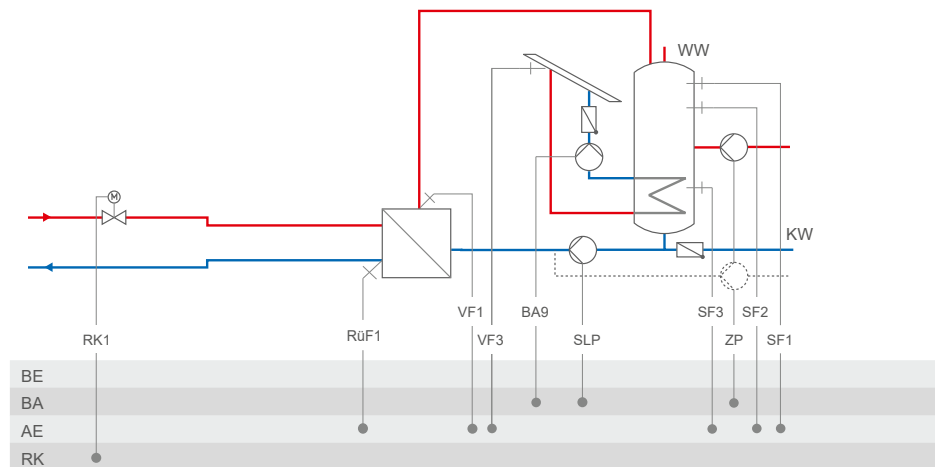 WW
M
KW
VF1 BA9 SF3 SF2
RK1 RüF1 VF3 SLP ZP SF1
BE
BA
AE
RK